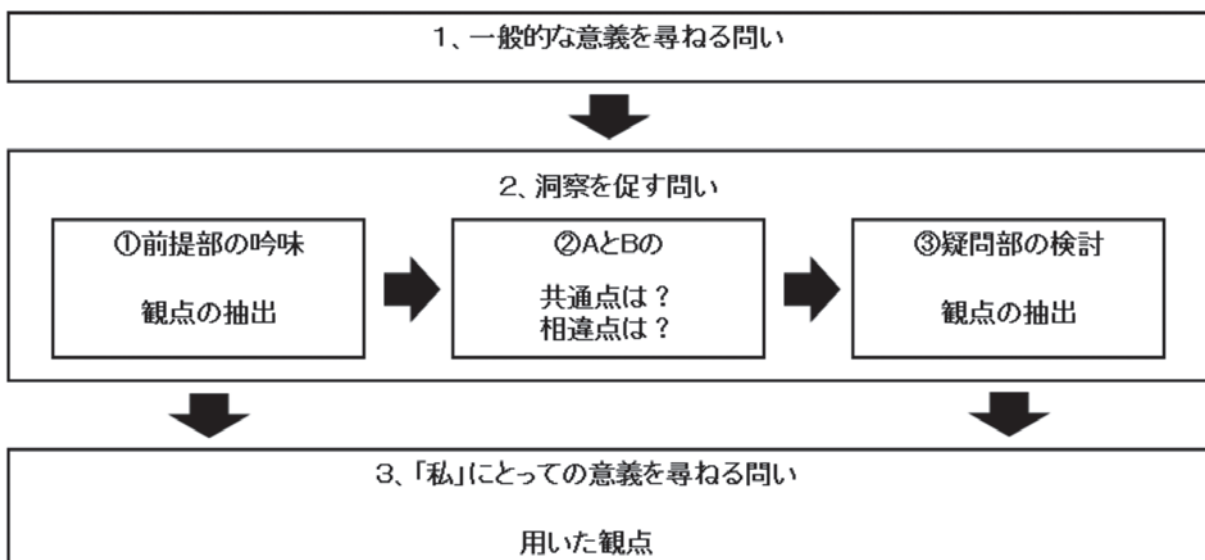 1、一般的な意義を尋ねる問い
2、洞察を促す問い
①前提部の吟味
観点の抽出
②AとBの
共通点は？
相違点は？
③疑問部の検討
観点の抽出
3、「私」にとっての意義を尋ねる問い
用いた観点